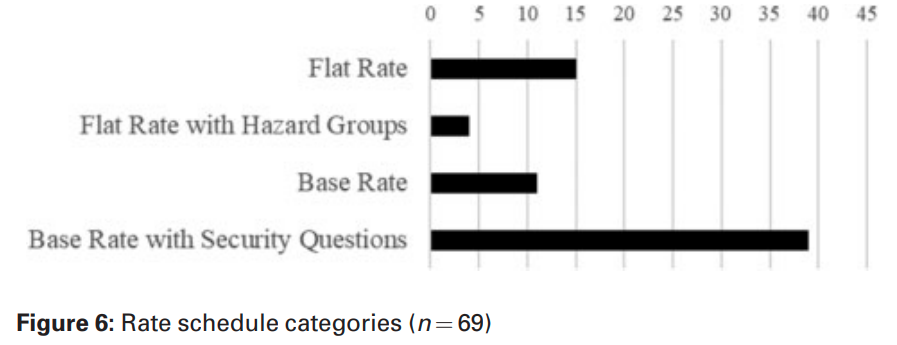 0 5 10 15 20 25 30 35 40 45
Flat Rate
Flat Rate with Hazard Groups
Base Rate
Base Rate with Security Questions
Figure 6: Rate schedule categories (n=69)